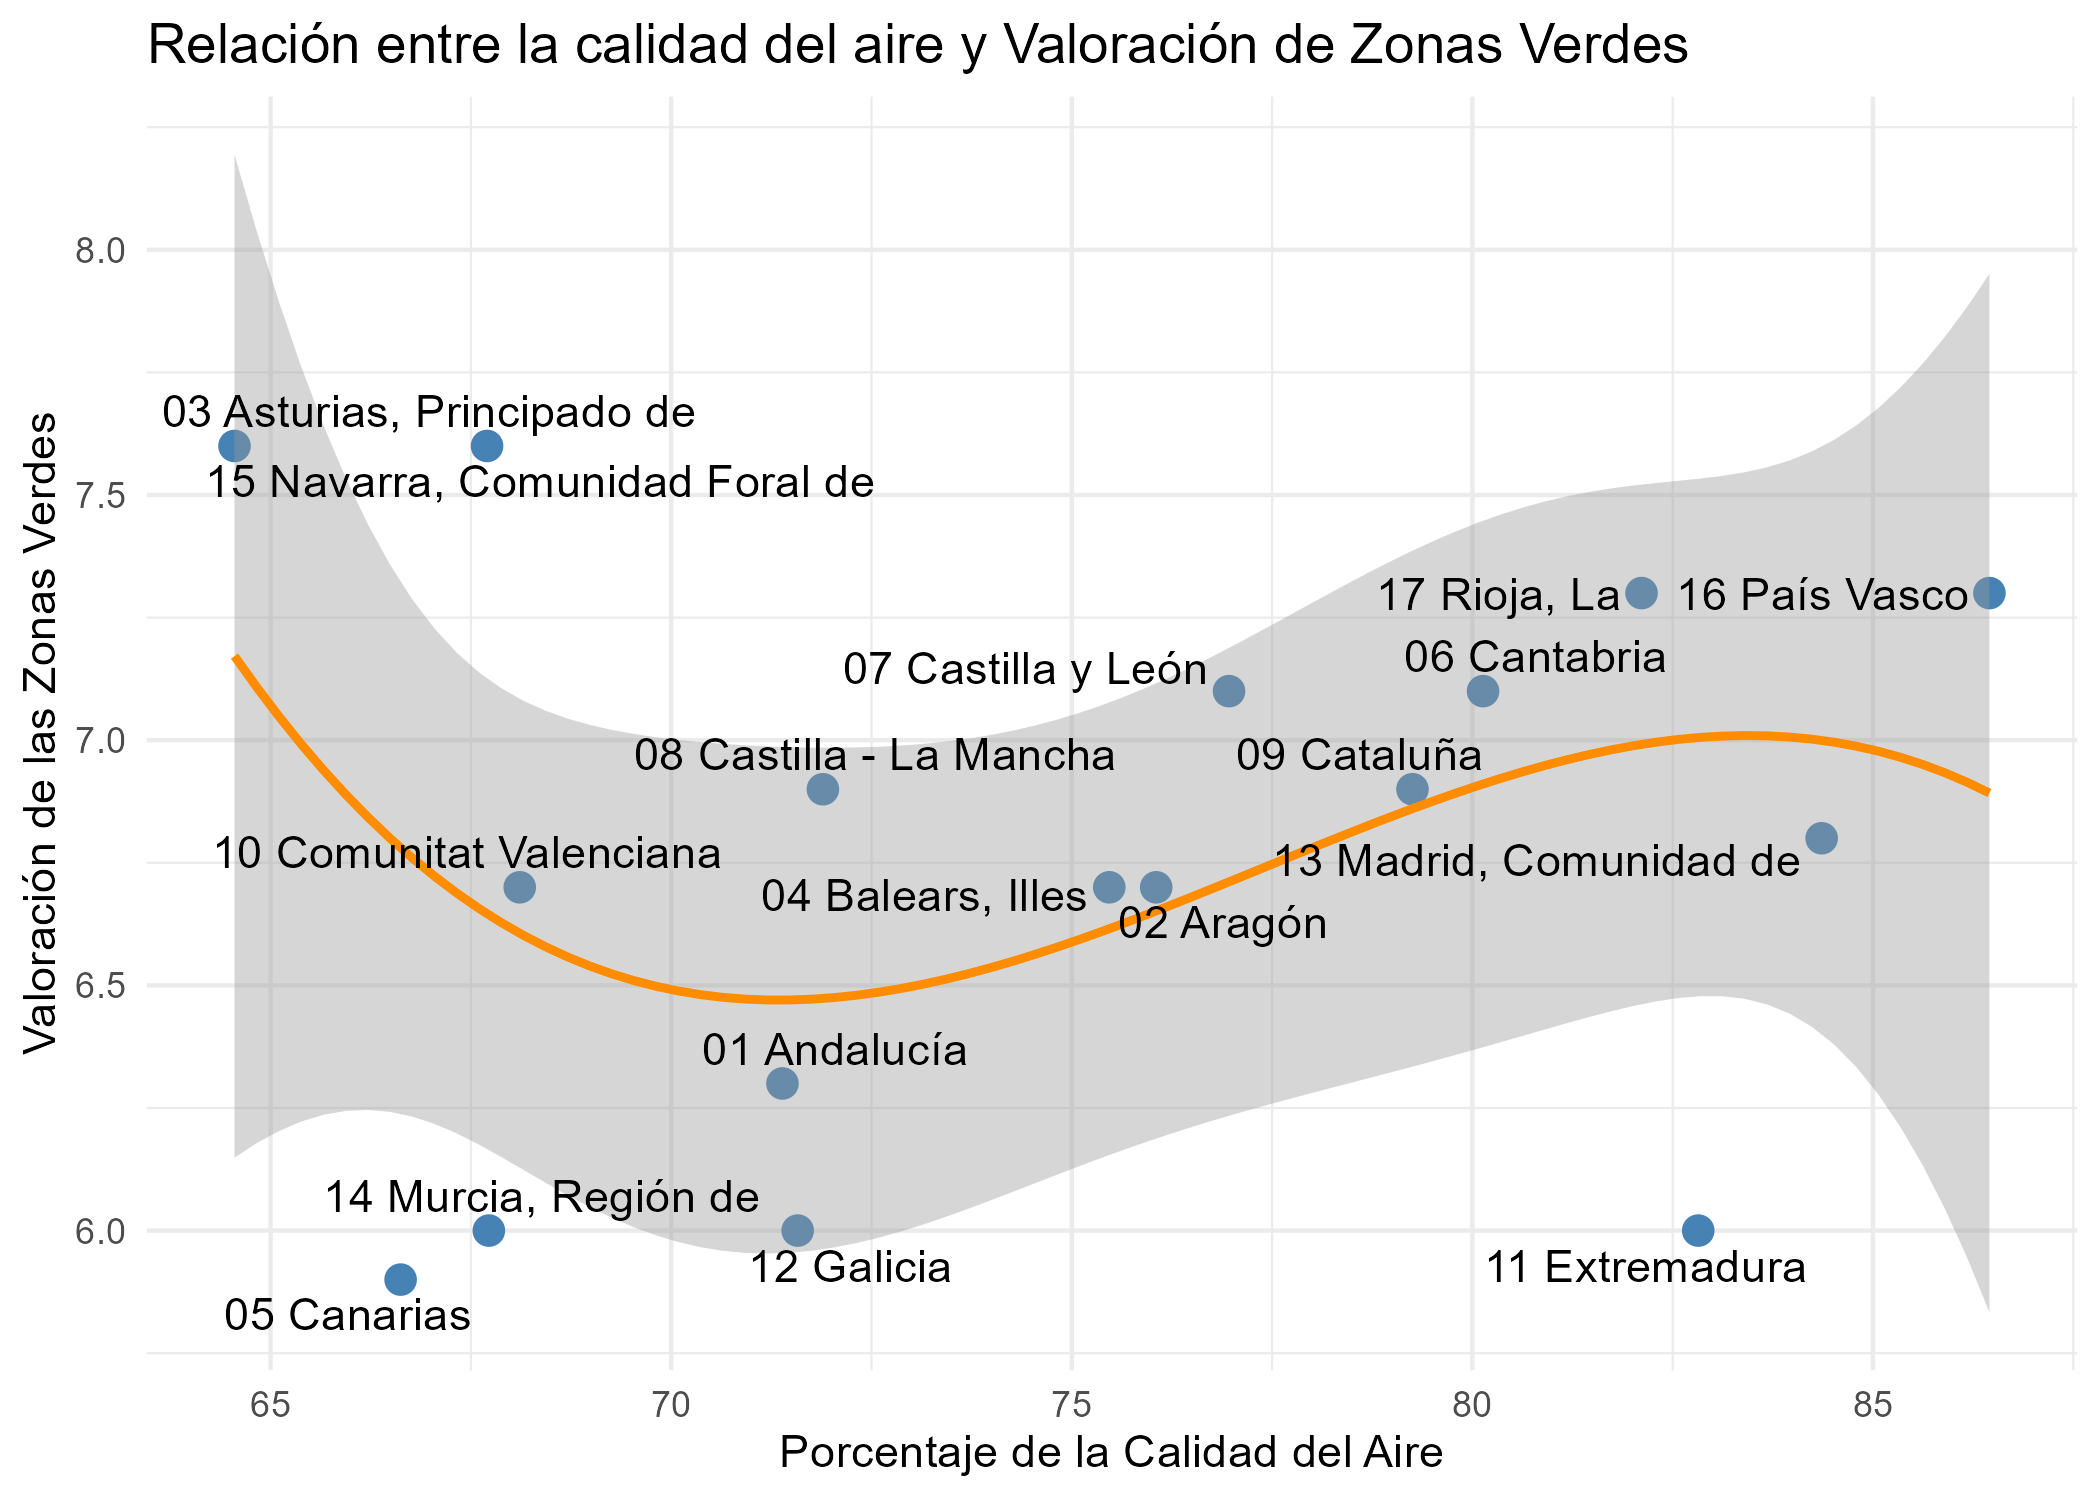 Relación entre la calidad del aire y Valoración de Zonas Verdes
Valoración de las Zonas Verdes
8.0
7.5
7.0
6.5
6.0
03 Asturias, Principado de
15 Navarra, Comunidad Foral de
17 Rioja, La
16 País Vasco
06 Cantabria
07 Castilla y León
08 Castilla - La Mancha
09 Cataluña
10 Comunitat Valenciana
13 Madrid, Comunidad de
04 Balears, Illes
02 Aragón
01 Andalucía
14 Murcia, Región de
12 Galicia
11 Extremadura
05 Canarias
65
70
75
80
85
Porcentaje de la Calidad del Aire